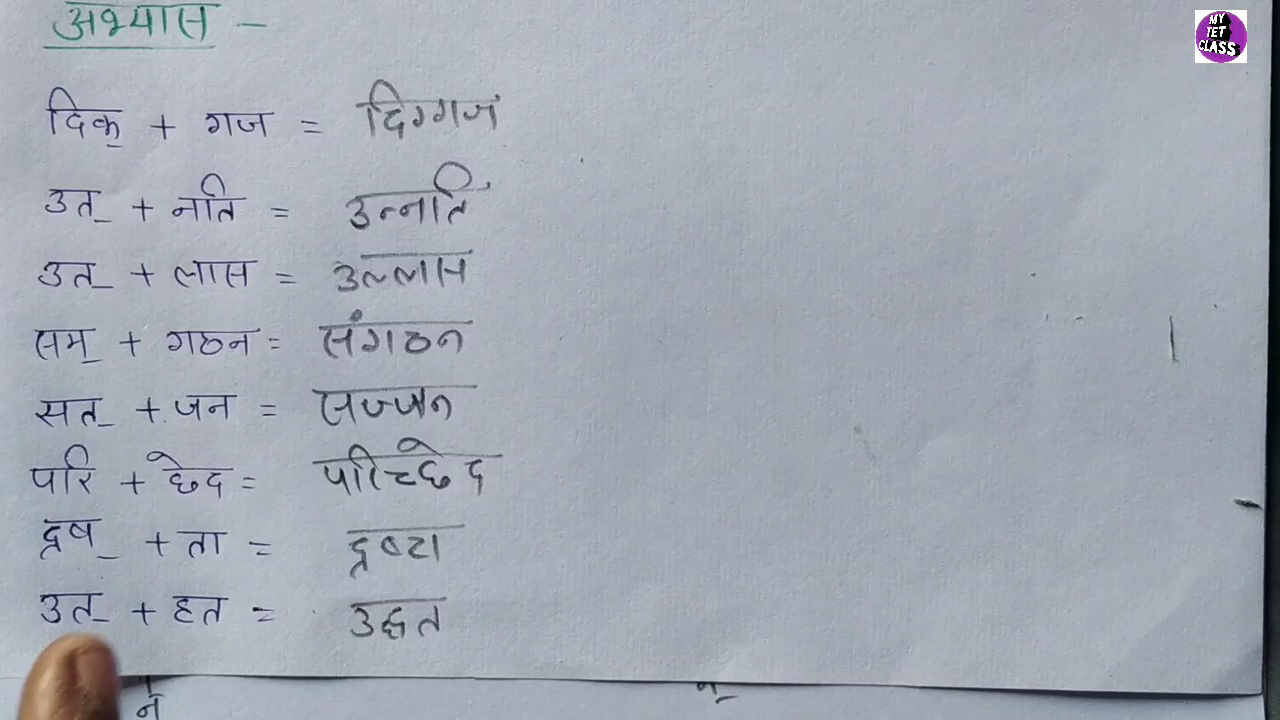 अभ्यास -
MY TET CLASS
दिक् + गज = दिग्गज
उत् + नति = उन्नति
उत् + लास = उल्लास
सम् + गठन = संगठन
सत् + जन = सज्जन
परि + छेद = परिच्छेद
द्रष् + ता = द्रष्टा
उत् + हत = उद्धत